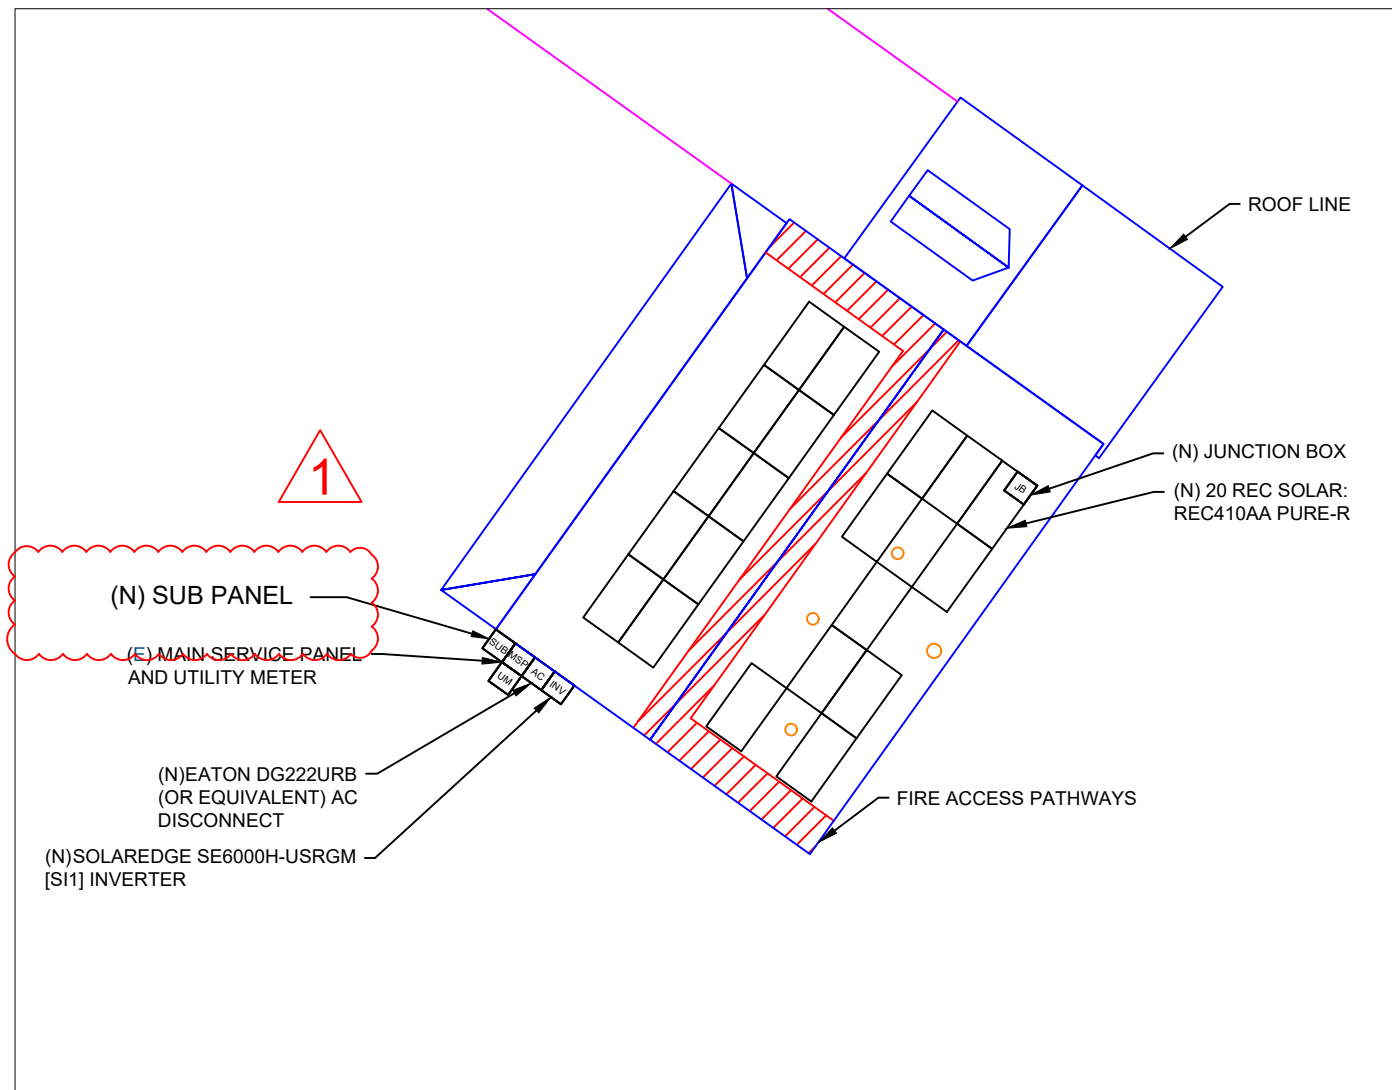 ROOF LINE
(N) JUNCTION BOX
(N) 20 REC SOLAR:
REC410AA PURE-R
JB
1
(N) SUB PANEL
(E) MAIN SERVICE PANEL
AND UTILITY METER
SUB
MSP
AC
INV
UM
(N)EATON DG222URB
(OR EQUIVALENT) AC
DISCONNECT
FIRE ACCESS PATHWAYS
(N)SOLAREDGE SE6000H-USRGM
[SI1] INVERTER